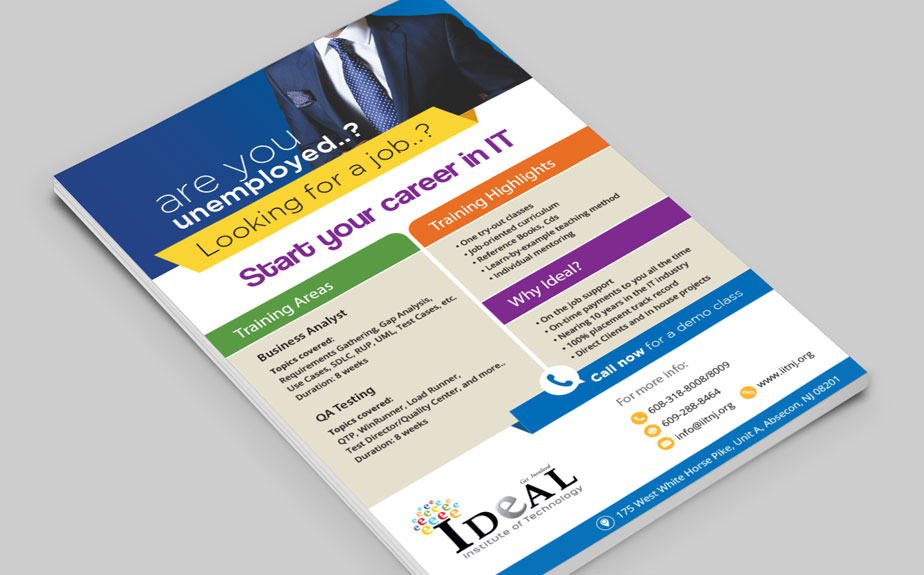 are you
unemployed..?
Looking for a job..?
Start your career in IT
Training Areas
Business Analyst
Topics covered:
Requirements Gathering, Gap Analysis,
Use Cases, SDLC, RUP, UML, Test Cases, etc.
Duration: 8 weeks
QA Testing
Topics covered:
QTP, WinRunner, Load Runner,
Test Director/Quality Center, and more..
Duration: 8 weeks
Training Highlights
• One try-out classes
• Job-oriented curriculum
• Reference Books, Cds
• Learn-by-example teaching method
• individual mentoring
Why Ideal?
• On the job support
• On time payments to you all the time
• Nearing 10 years in the IT industry
• 100% placement track record
• Direct Clients and in house projects
Call now for a demo class
For more info:
608-318-8008/8009
609-288-8464
info@iitnj.org
www.iitnj.org
Get Involved
IDeAL
Institute of Technology
175 West White Horse Pike, Unit A, Absecon, NJ 08201